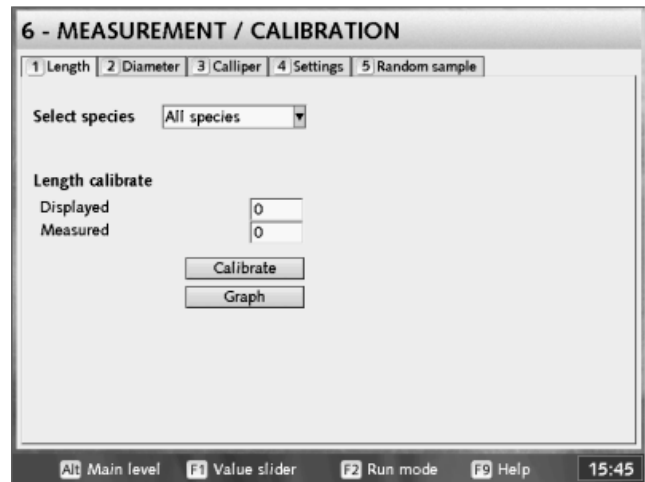 6 - MEASUREMENT / CALIBRATION
1 Length 2 Diameter 3 Calliper 4 Settings 5 Random sample
Select species All species
Length calibrate
Displayed 0
Measured 0
Calibrate
Graph
Alt Main level F1 Value slider F2 Run mode F9 Help 15:45